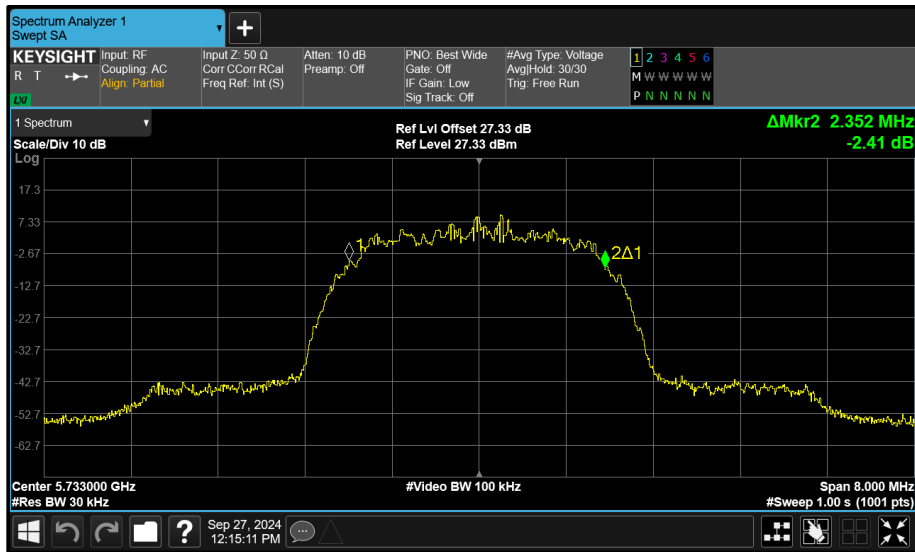 Spectrum Analyzer 1
Swept SA
+
KEYSIGHT
R T
LXI
Input: RF
Coupling: AC
Align: Partial
Input Z: 50 Ω
Corr CCorr RCal
Freq Ref: Int (S)
Atten: 10 dB
Preamp: Off
PNO: Best Wide
Gate: Off
IF Gain: Low
Sig Track: Off
#Avg Type: Voltage
Avg|Hold: 30/30
Trig: Free Run
1 2 3 4 5 6
M W W W W W
P N N N N N
1 Spectrum
Scale/Div 10 dB
Ref Lvl Offset 27.33 dB
Ref Level 27.33 dBm
ΔMkr2 2.352 MHz
-2.41 dB
Log
17.3
7.33
-2.67
-12.7
-22.7
-32.7
-42.7
-52.7
-62.7
1
2Δ1
Center 5.733000 GHz
#Video BW 100 kHz
Span 8.000 MHz
#Res BW 30 kHz
#Sweep 1.00 s (1001 pts)
?
Sep 27, 2024
12:15:11 PM